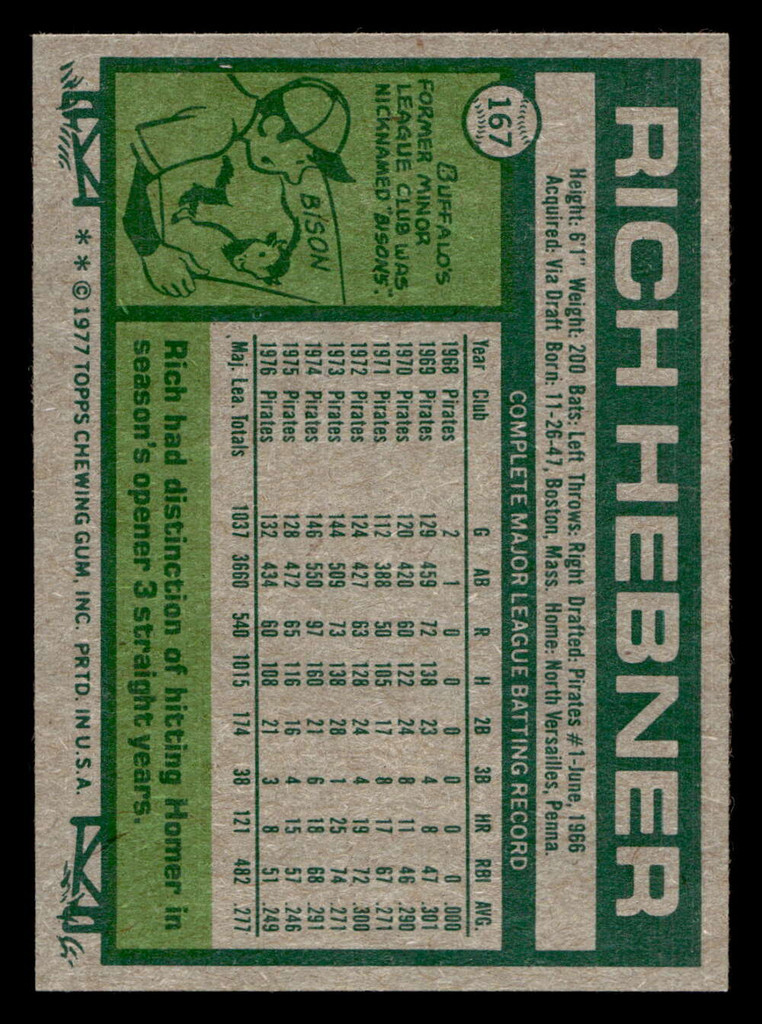 RICH HEBNER
167
Height: 6'1" Weight: 200 Bats: Left Throws: Right Drafted: Pirates #1-June, 1966
Acquired: Via Draft Born: 11-26-47, Boston, Mass. Home: North Versailles, Penna.
COMPLETE MAJOR LEAGUE BATTING RECORD
Year Club G AB R H 2B 3B HR RBI AVG.
1968 Pirates 2 1 0 0 0 0 0 0 .000
1969 Pirates 129 459 72 138 23 4 8 47 .301
1970 Pirates 120 420 60 122 24 8 11 46 .290
1971 Pirates 112 388 50 105 17 8 17 67 .271
1972 Pirates 124 427 63 128 24 4 19 72 .300
1973 Pirates 144 509 73 138 28 1 25 74 .271
1974 Pirates 146 550 97 160 21 6 18 68 .291
1975 Pirates 128 472 65 116 16 4 15 57 .246
1976 Pirates 132 434 60 108 21 3 8 51 .249
Maj. Lea. Totals 1037 3660 540 1015 174 38 121 482 .277
BUFFALO'S
FORMER MINOR
LEAGUE CLUB WAS
NICKNAMED "BISONS."
BISON
Rich had distinction of hitting Homer in
season's opener 3 straight years.
* * © 1977 TOPPS CHEWING GUM, INC. PRTD. IN U.S.A.